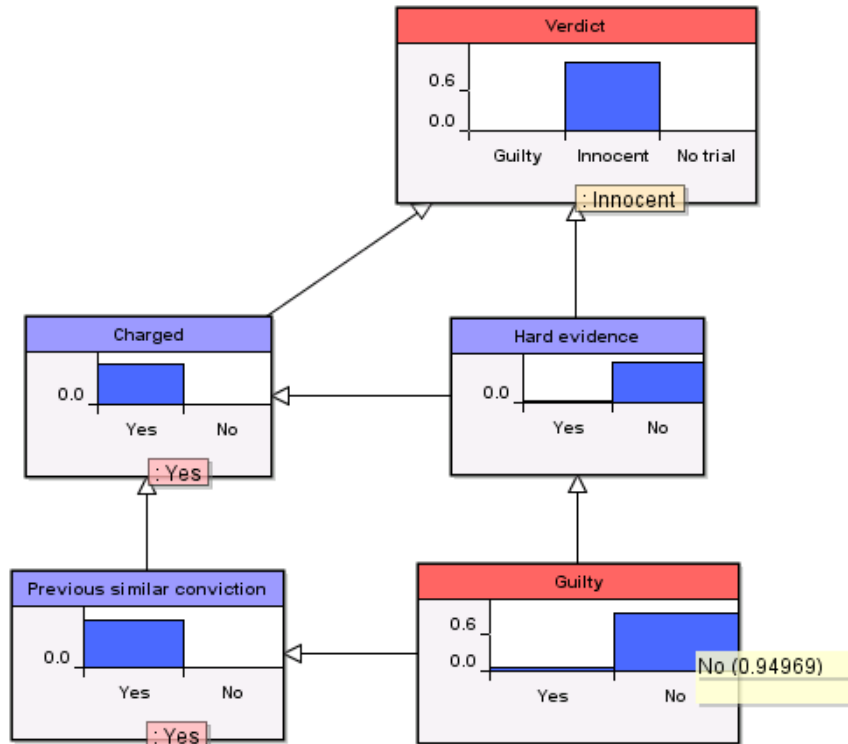 Verdict
0.6
0.0
Guilty Innocent No trial
: Innocent
Charged
0.0
Yes No
: Yes
Hard evidence
0.0
Yes No
Previous similar conviction
0.0
Yes No
: Yes
Guilty
0.6
0.0
No (0.94969)
Yes No